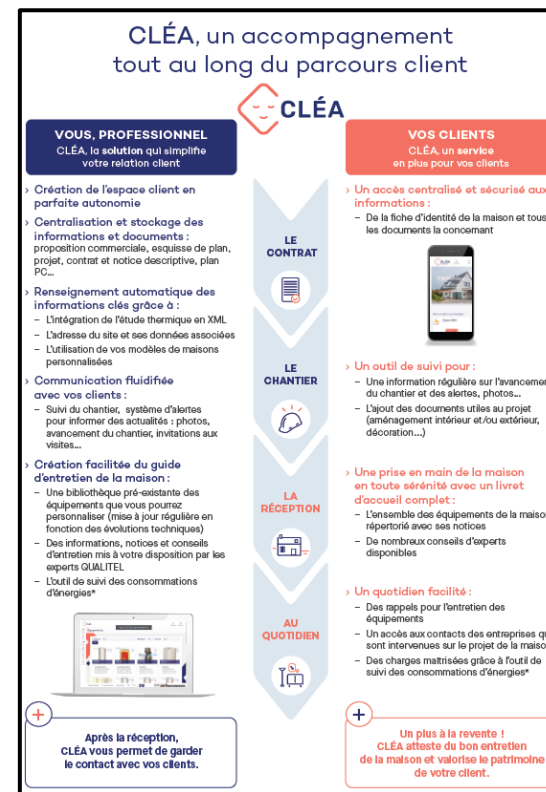 CLÉA, un accompagnement
tout au long du parcours client
CLÉA
VOUS, PROFESSIONNEL
CLÉA, la solution qui simplifie
votre relation client
› Création de l'espace client en
parfaite autonomie
› Centralisation et stockage des
informations et documents :
proposition commerciale, esquisse de plan,
projet, contrat et notice descriptive, plan
PC...
› Renseignement automatique des
informations clés grâce à :
– L'intégration de l'étude thermique en XML
– L'adresse du site et ses données associées
– L'utilisation de vos modèles de maisons
personnalisées
› Communication fluidifiée
avec vos clients :
– Suivi du chantier, système d'alertes
pour informer des actualités : photos,
avancement du chantier, invitations aux
visites...
› Création facilitée du guide
d'entretien de la maison :
– Une bibliothèque pré-existante des
équipements que vous pourrez
personnaliser (mise à jour régulière en
fonction des évolutions techniques)
– Des informations, notices et conseils
d'entretien mis à votre disposition par les
experts QUALITEL
– L'outil de suivi des consommations
d'énergies*
+
Après la réception,
CLÉA vous permet de garder
le contact avec vos clients.
LE
CONTRAT
LE
CHANTIER
LA
RÉCEPTION
AU
QUOTIDIEN
VOS CLIENTS
CLÉA, un service
en plus pour vos clients
› Un accès centralisé et sécurisé aux
informations :
– De la fiche d'identité de la maison et tous
les documents la concernant
› Un outil de suivi pour :
– Une information régulière sur l'avancemen
du chantier et des alertes, photos...
– L'ajout des documents utiles au projet
(aménagement intérieur et/ou extérieur,
décoration...)
› Une prise en main de la maison
en toute sérénité avec un livret
d'accueil complet :
– L'ensemble des équipements de la maison
répertorié avec ses notices
– De nombreux conseils d'experts
disponibles
› Un quotidien facilité :
– Des rappels pour l'entretien des
équipements
– Un accès aux contacts des entreprises qu
sont intervenues sur le projet de la maiso
– Des charges maîtrisées grâce à l'outil de
suivi des consommations d'énergies*
+
Un plus à la revente !
CLÉA atteste du bon entretien
de la maison et valorise le patrimoine
de votre client.